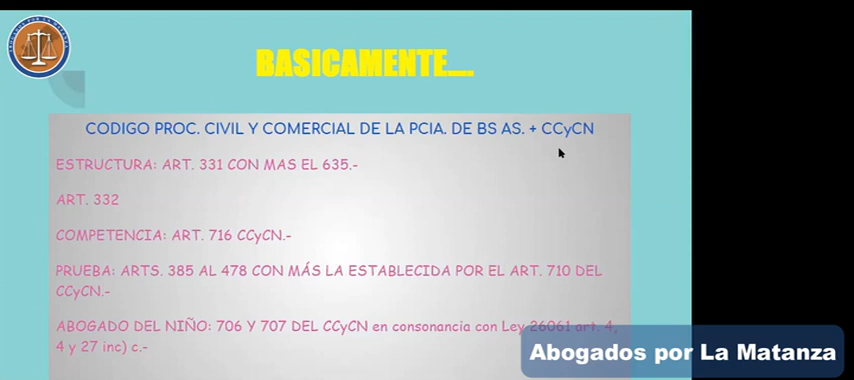 BASICAMENTE....
CODIGO PROC. CIVIL Y COMERCIAL DE LA PCIA. DE BS AS. + CCyCN
ESTRUCTURA: ART. 331 CON MAS EL 635.-
ART. 332
COMPETENCIA: ART. 716 CCyCN.-
PRUEBA: ARTS. 385 AL 478 CON MÁS LA ESTABLECIDA POR EL ART. 710 DEL
CCyCN.-
ABOGADO DEL NIÑO: 706 Y 707 DEL CCyCN en consonancia con Ley 26061 art. 4,
4 y 27 inc) c.-
Abogados por La Matanza